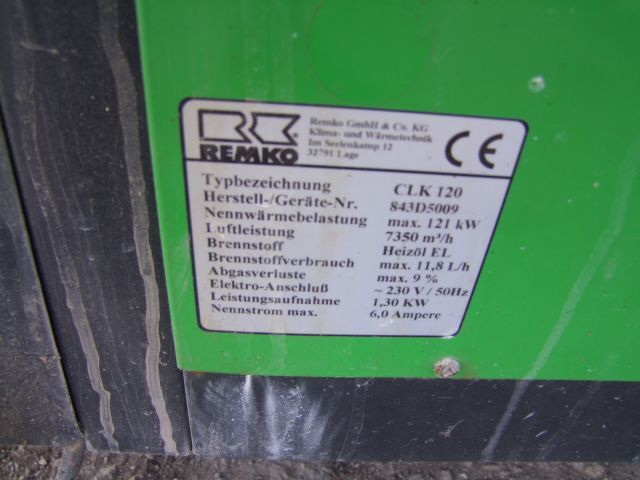 REMKO
Remko GmbH & Co. KG
Klima- und Wärmetechnik
Im Seelenkamp 12
32791 Lage
CE
Typbezeichnung CLK 120
Herstell-/Geräte-Nr. 843D5009
Nennwärmebelastung max. 121 kW
Luftleistung 7350 m³/h
Brennstoff Heizöl EL
Brennstoffverbrauch max. 11,8 L/h
Abgasverluste max. 9 %
Elektro-Anschluß ~ 230 V / 50Hz
Leistungsaufnahme 1,30 KW
Nennstrom max. 6,0 Ampere